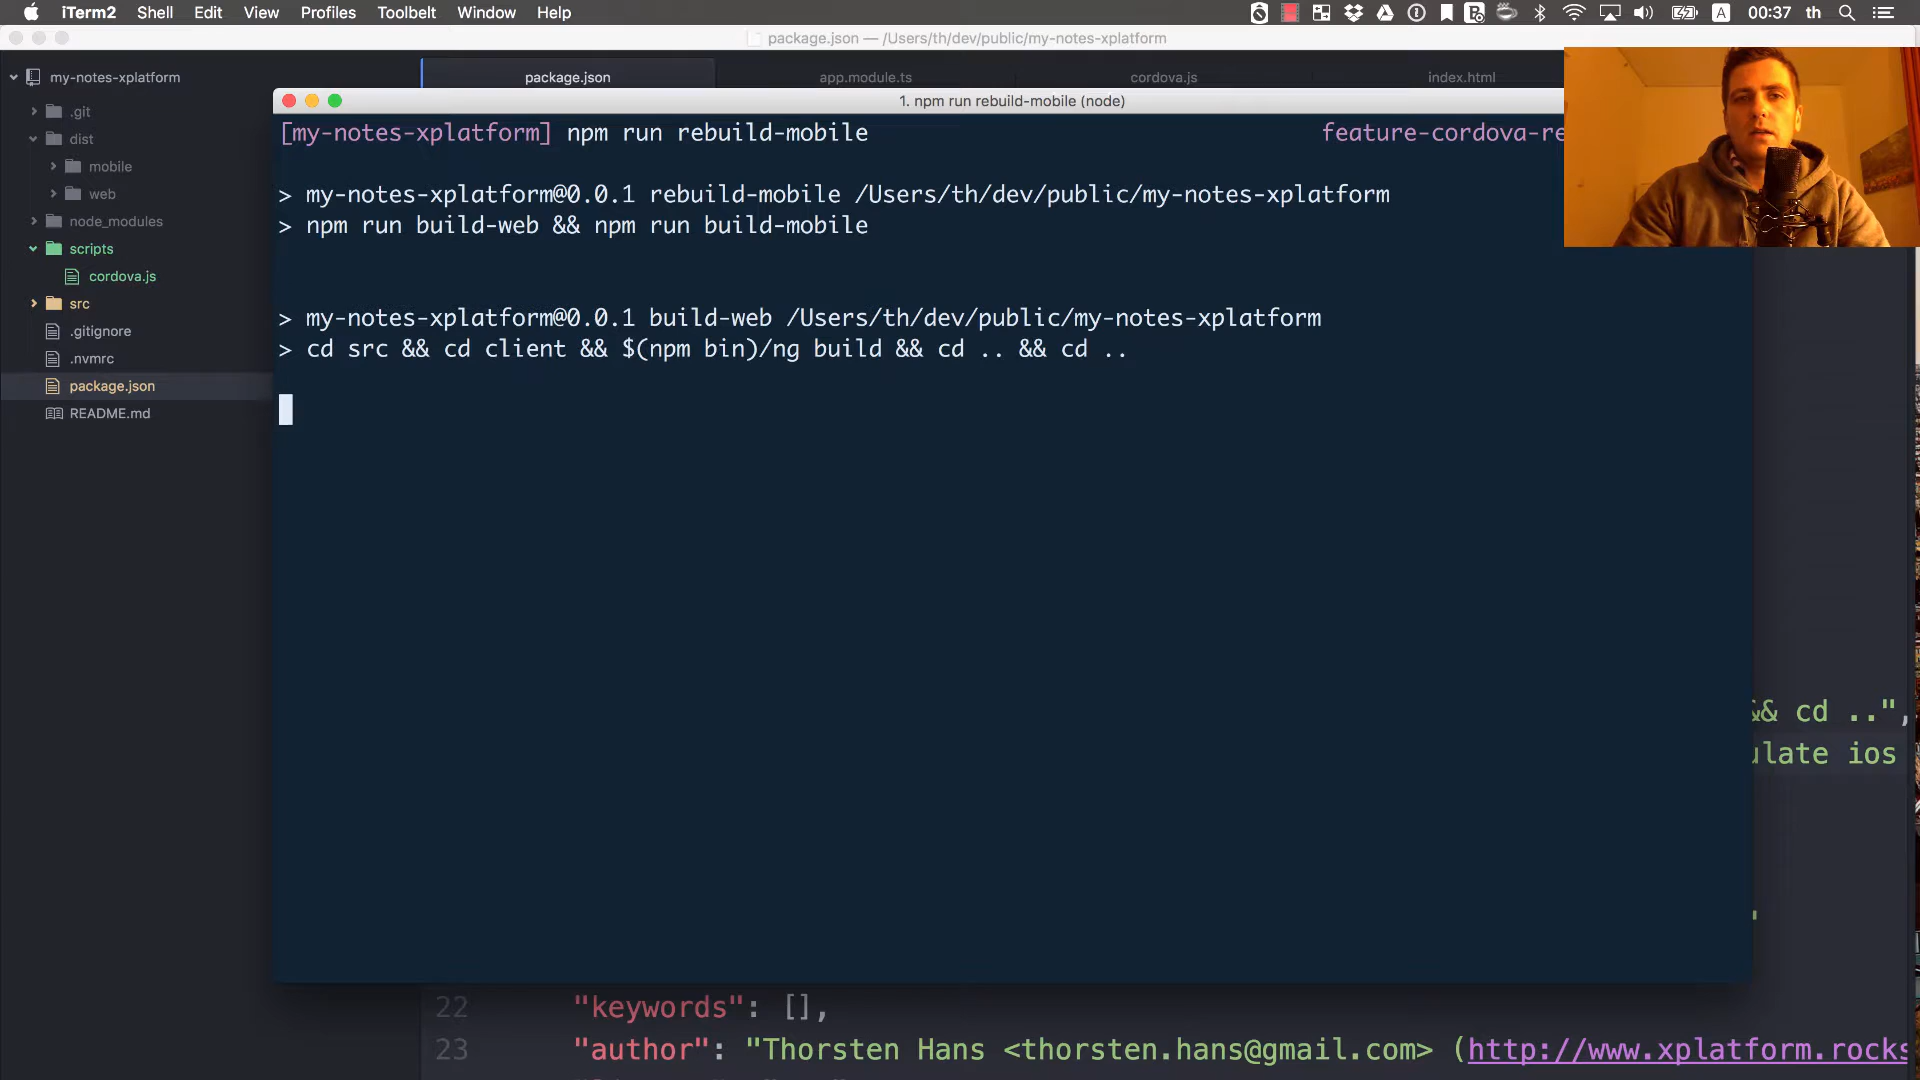 iTerm2 Shell Edit View Profiles Toolbelt Window Help A 00:37 th
package.json — /Users/th/dev/public/my-notes-xplatform
my-notes-xplatform
package.json app.module.ts cordova.js index.html
1. npm run rebuild-mobile (node)
.git
dist
mobile
web
node_modules
scripts
cordova.js
src
.gitignore
.nvmrc
package.json
README.md
[my-notes-xplatform] npm run rebuild-mobile feature-cordova-re
> my-notes-xplatform@0.0.1 rebuild-mobile /Users/th/dev/public/my-notes-xplatform
> npm run build-web && npm run build-mobile
> my-notes-xplatform@0.0.1 build-web /Users/th/dev/public/my-notes-xplatform
> cd src && cd client && $(npm bin)/ng build && cd .. && cd ..
&& cd ..",
ulate ios
22 "keywords": [],
23 "author": "Thorsten Hans <thorsten.hans@gmail.com> (http://www.xplatform.rocks